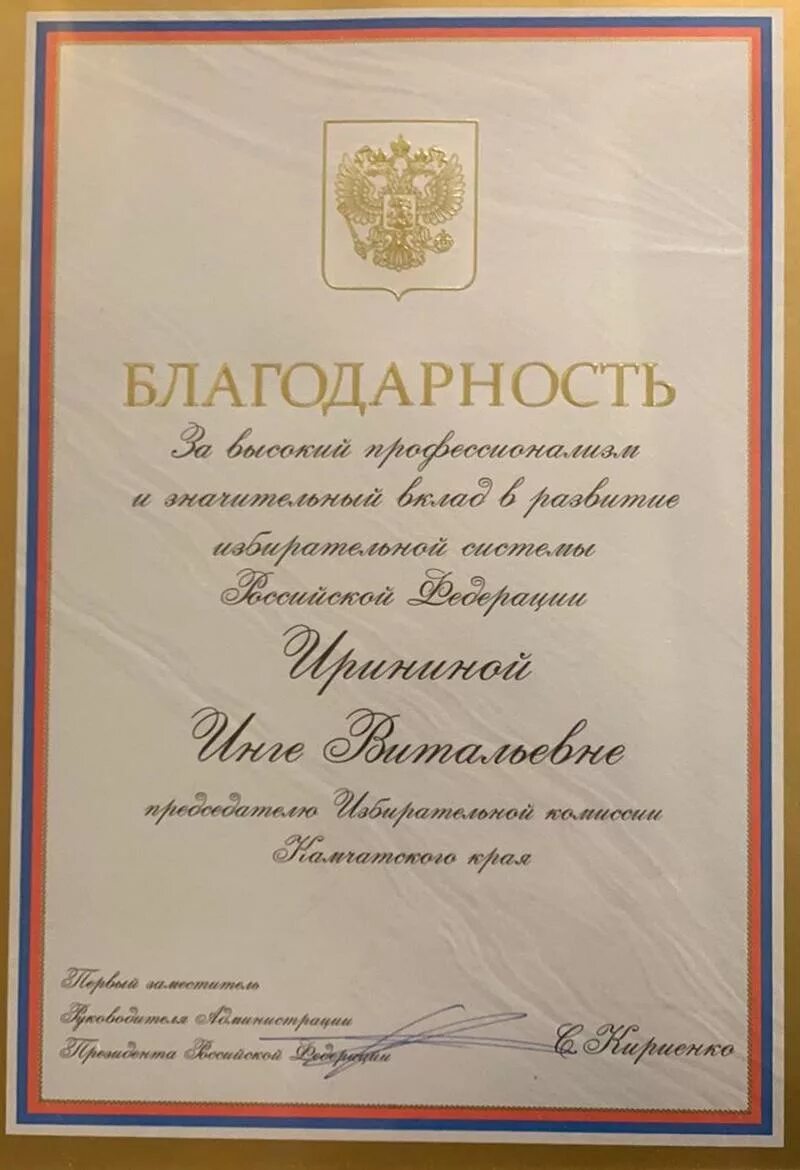 БЛАГОДАРНОСТЬ
За высокий профессионализм
и значительный вклад в развитие
избирательной системы
Российской Федерации
Ирининой
Инге Витальевне
председателю Избирательной комиссии
Камчатского края
Первый заместитель
Руководителя Администрации
Президента Российской Федерации
С.Кириенко